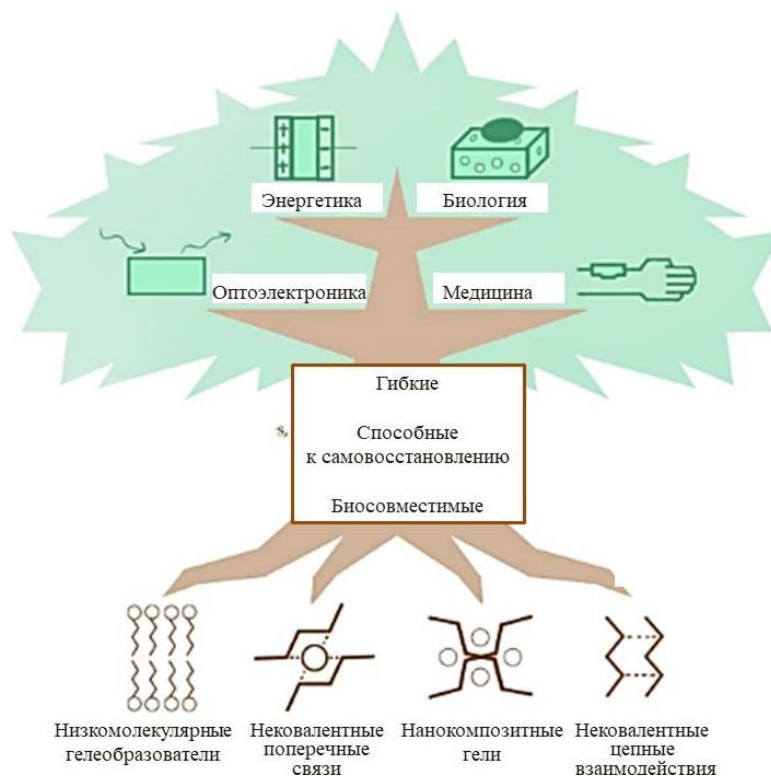 Энергетика
Биология
Оптоэлектроника
Медицина
Гибкие
Способные
к самовосстановлению
Биосовместимые
Низкомолекулярные
гелеобразователи
Нековалентные
поперечные
связи
Нанокомпозитные
гели
Нековалентные
цепные
взаимодействия